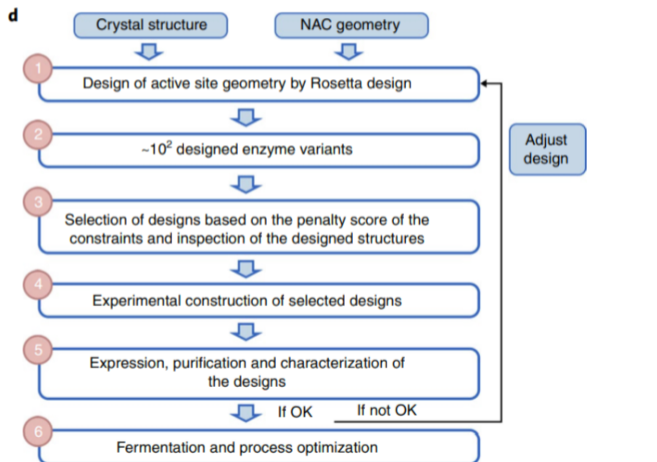 d
Crystal structure
NAC geometry
1
Design of active site geometry by Rosetta design
2
~10² designed enzyme variants
Adjust
design
3
Selection of designs based on the penalty score of the
constraints and inspection of the designed structures
4
Experimental construction of selected designs
5
Expression, purification and characterization of
the designs
If OK
If not OK
6
Fermentation and process optimization